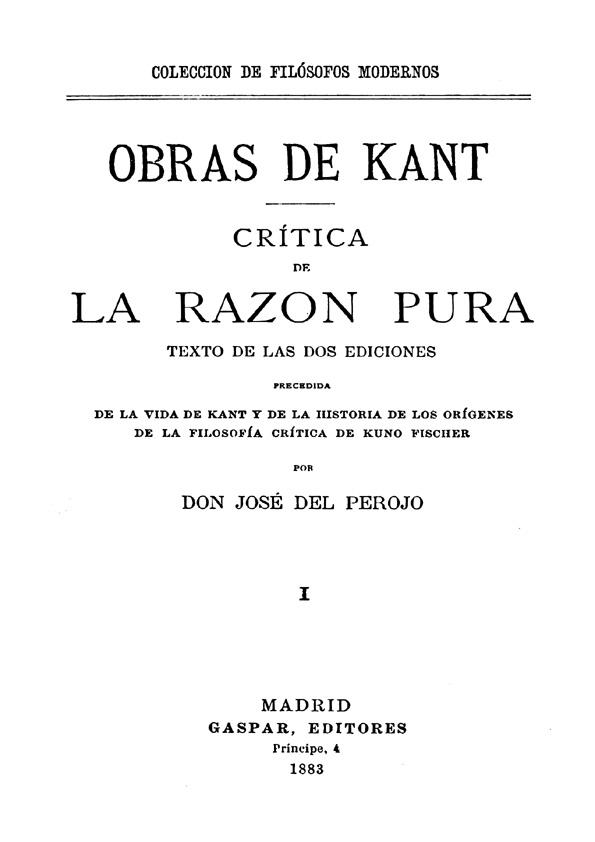 COLECCION DE FILÓSOFOS MODERNOS
OBRAS DE KANT
CRÍTICA
DE
LA RAZON PURA
TEXTO DE LAS DOS EDICIONES
PRECEDIDA
DE LA VIDA DE KANT Y DE LA HISTORIA DE LOS ORÍGENES
DE LA FILOSOFÍA CRÍTICA DE KUNO FISCHER
POR
DON JOSÉ DEL PEROJO
I
MADRID
GASPAR, EDITORES
Príncipe, 4
1883